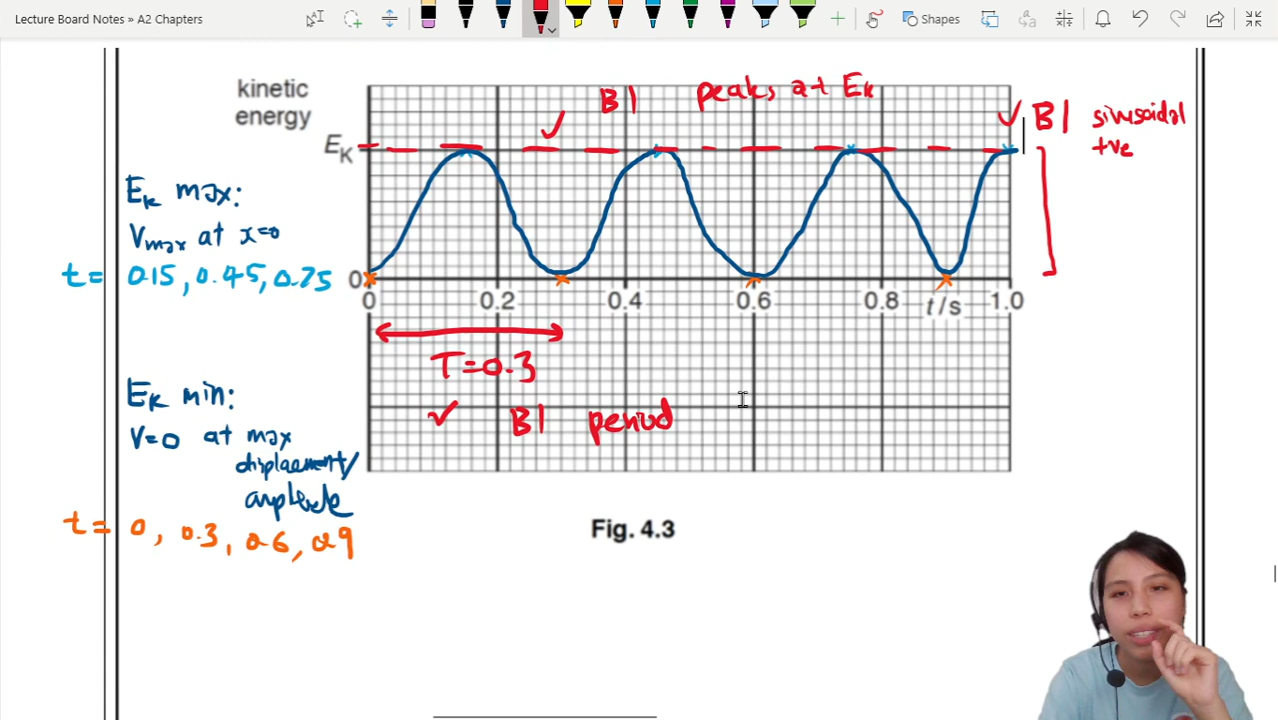 Lecture Board Notes » A2 Chapters
Shapes
kinetic
energy
B1 peaks at EK
B1 sinusoidal
+ve
EK
EK max:
Vmax at x=0
t= 0.15, 0.45, 0.75
0
0 0.2 0.4 0.6 0.8 t/s 1.0
T=0.3
B1 period
EK min:
V=0 at max
displacement/
amplitude
t= 0, 0.3, 0.6, 0.9
Fig. 4.3